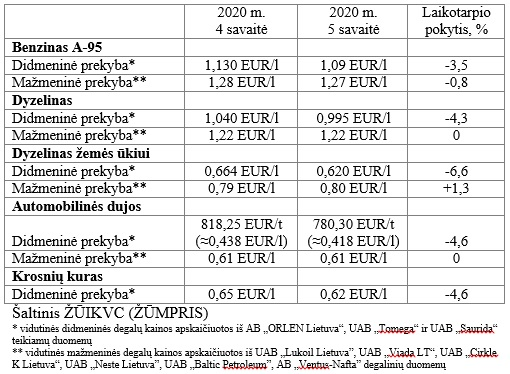 2020 m. 4 savaitė 2020 m. 5 savaitė Laikotarpio pokytis, %
Benzinas A-95
Didmeninė prekyba* 1,130 EUR/l 1,09 EUR/l -3,5
Mažmeninė prekyba** 1,28 EUR/l 1,27 EUR/l -0,8
Dyzelinas
Didmeninė prekyba* 1,040 EUR/l 0,995 EUR/l -4,3
Mažmeninė prekyba** 1,22 EUR/l 1,22 EUR/l 0
Dyzelinas žemės ūkiui
Didmeninė prekyba* 0,664 EUR/l 0,620 EUR/l -6,6
Mažmeninė prekyba** 0,79 EUR/l 0,80 EUR/l +1,3
Automobilinės dujos
Didmeninė prekyba* 818,25 EUR/t (≈0,438 EUR/l) 780,30 EUR/t (≈0,418 EUR/l) -4,6
Mažmeninė prekyba** 0,61 EUR/l 0,61 EUR/l 0
Krosnių kuras
Didmeninė prekyba* 0,65 EUR/l 0,62 EUR/l -4,6
Šaltinis ŽŪIKVC (ŽŪMPRIS)
* vidutinės didmeninės degalų kainos apskaičiuotos iš AB „ORLEN Lietuva“, UAB „Tomega“ ir UAB „Saurida“
teikiamų duomenų
** vidutinės mažmeninės degalų kainos apskaičiuotos iš UAB „Lukoil Lietuva”, UAB „Viada LT“, UAB „Cirkle
K Lietuva“, UAB „Neste Lietuva”, UAB „Baltic Petroleum”, AB „Ventus-Nafta” degalinių duomenų